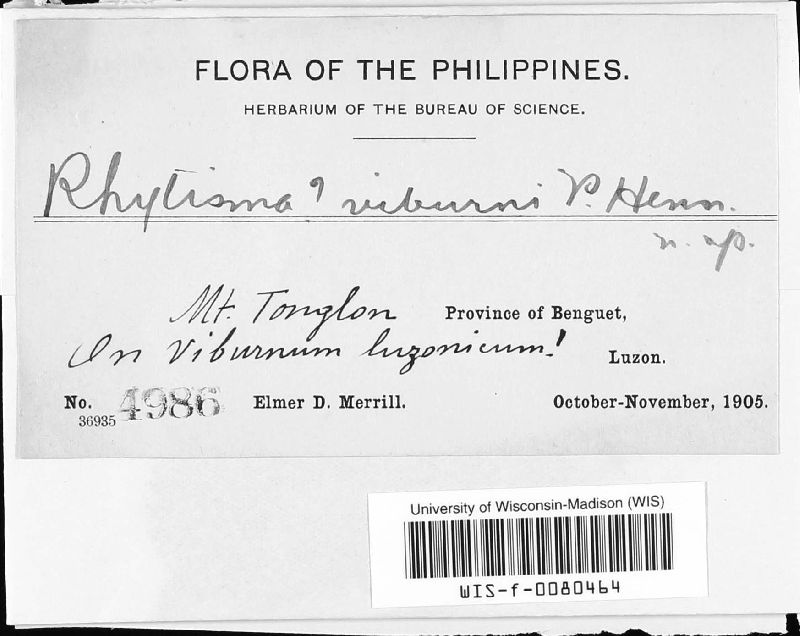 FLORA OF THE PHILIPPINES.
HERBARIUM OF THE BUREAU OF SCIENCE.
Rhytisma? viburni P. Henn.
n. sp.
Mt. Tonglon Province of Benguet,
On Viburnum luzonicum! Luzon.
No. 4986 Elmer D. Merrill. October-November, 1905.
36935
University of Wisconsin-Madison (WIS)
WIS-f-0080464